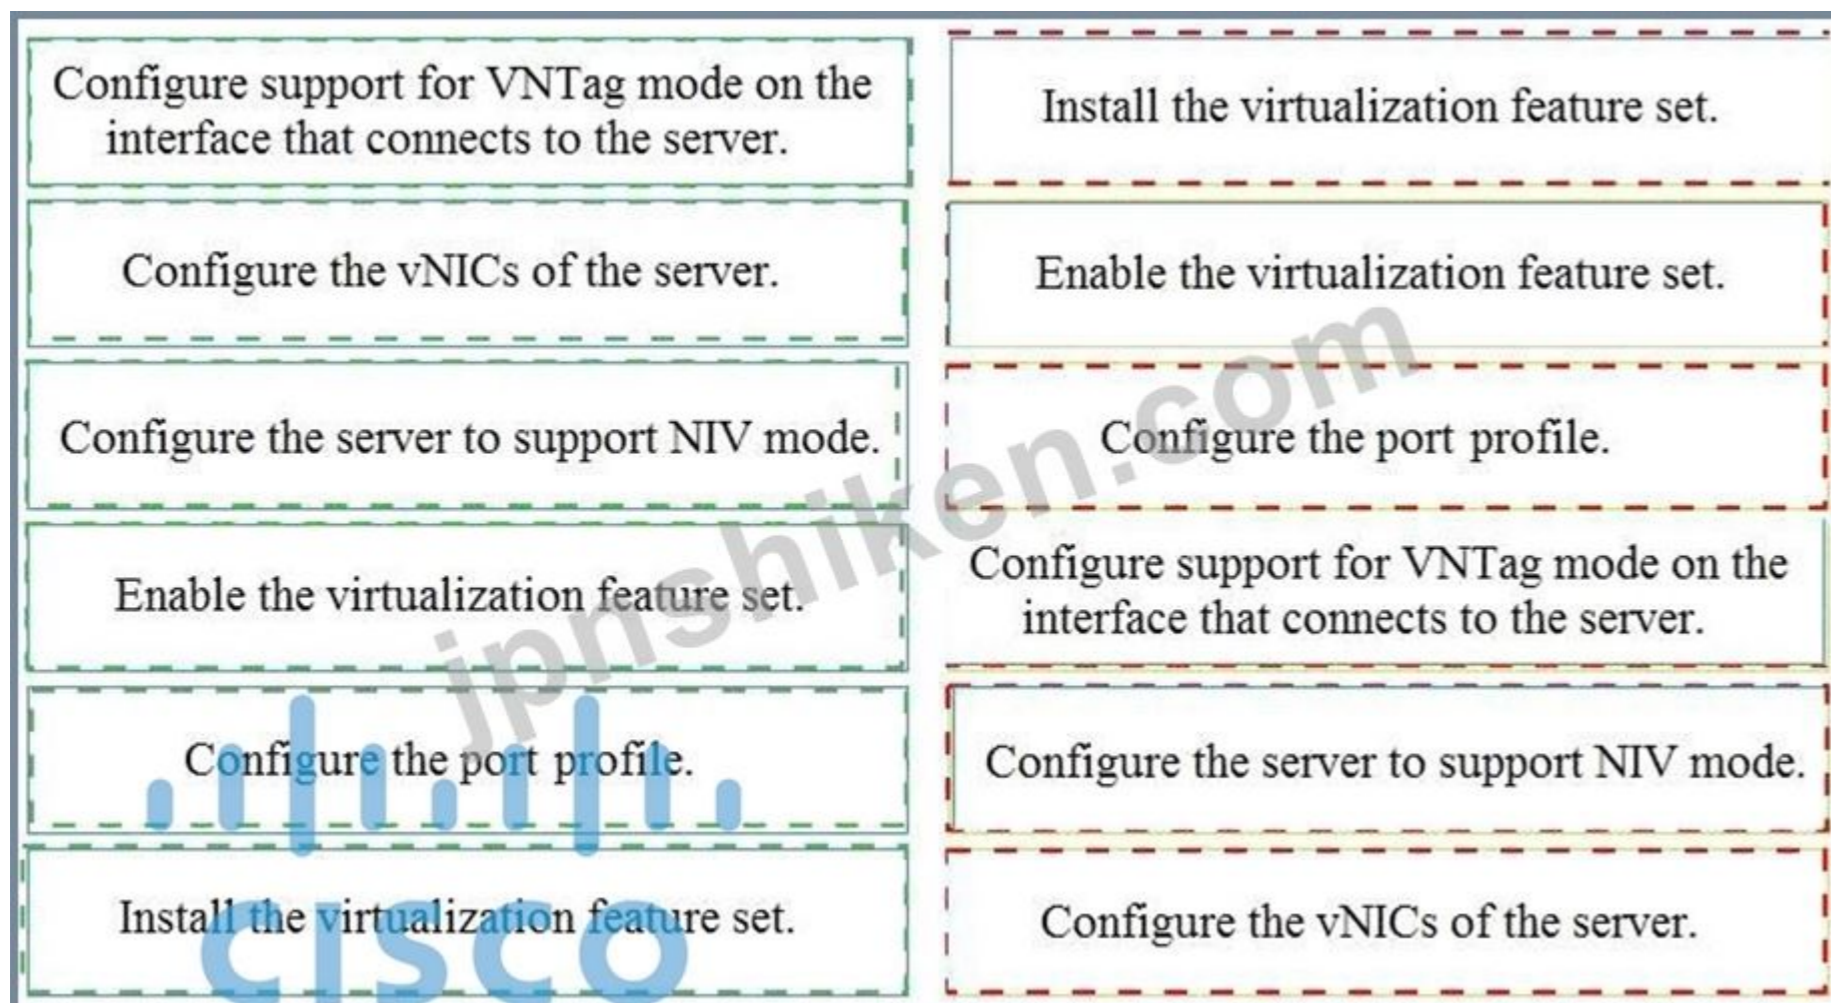 Configure support for VNTag mode on the
interface that connects to the server.
Configure the vNICs of the server.
Configure the server to support NIV mode.
Enable the virtualization feature set.
Configure the port profile.
Install the virtualization feature set.
Install the virtualization feature set.
Enable the virtualization feature set.
Configure the port profile.
Configure support for VNTag mode on the
interface that connects to the server.
Configure the server to support NIV mode.
Configure the vNICs of the server.
jpnshiken.com
CISCO